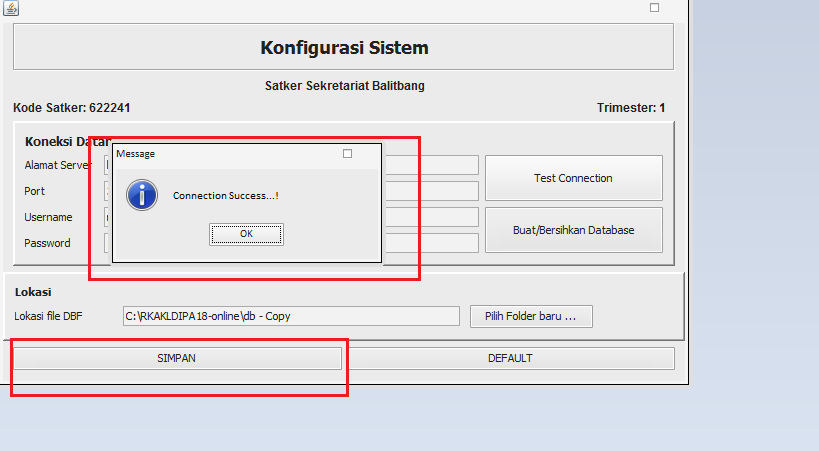 Konfigurasi Sistem
Satker Sekretariat Balitbang
Kode Satker: 622241
Trimester: 1
Koneksi
Message
Alamat Server
Connection Success...!
OK
Test Connection
Port
Username
Buat/Bersihkan Database
Password
Lokasi
Lokasi file DBF
C:\RKAKLDIPA18-online\db - Copy
Pilih Folder baru ...
SIMPAN
DEFAULT